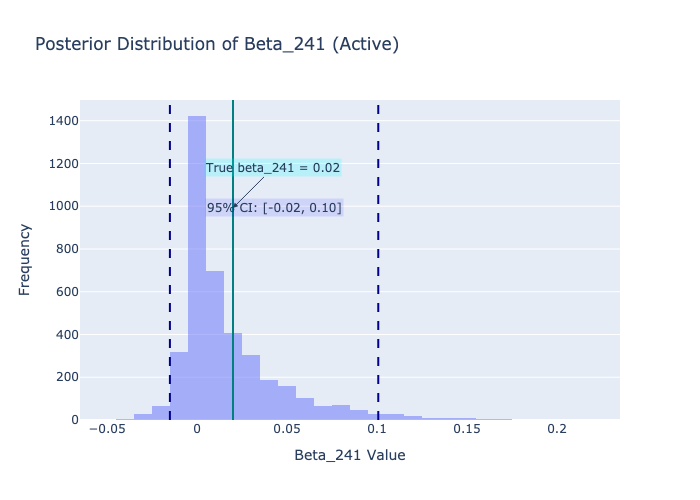 Posterior Distribution of Beta_241 (Active)
1400
1200
1000
800
600
400
200
0
Frequency
True beta_241 = 0.02
95% CI: [-0.02, 0.10]
−0.05
0
0.05
0.1
0.15
0.2
Beta_241 Value